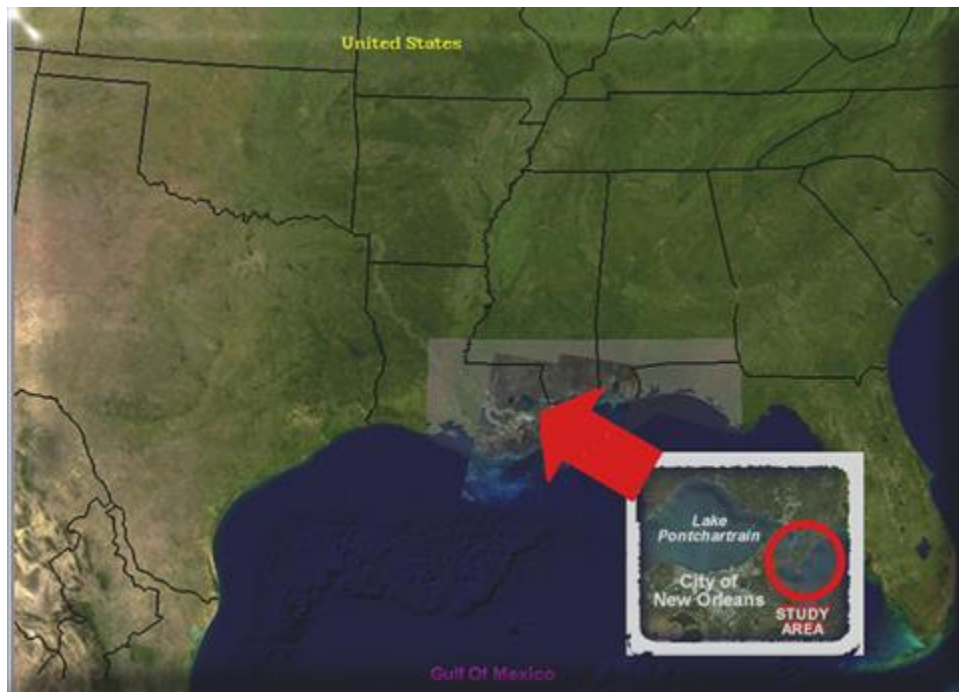 United States
Lake
Pontchartrain
City of
New Orleans
STUDY
AREA
Gulf Of Mexico